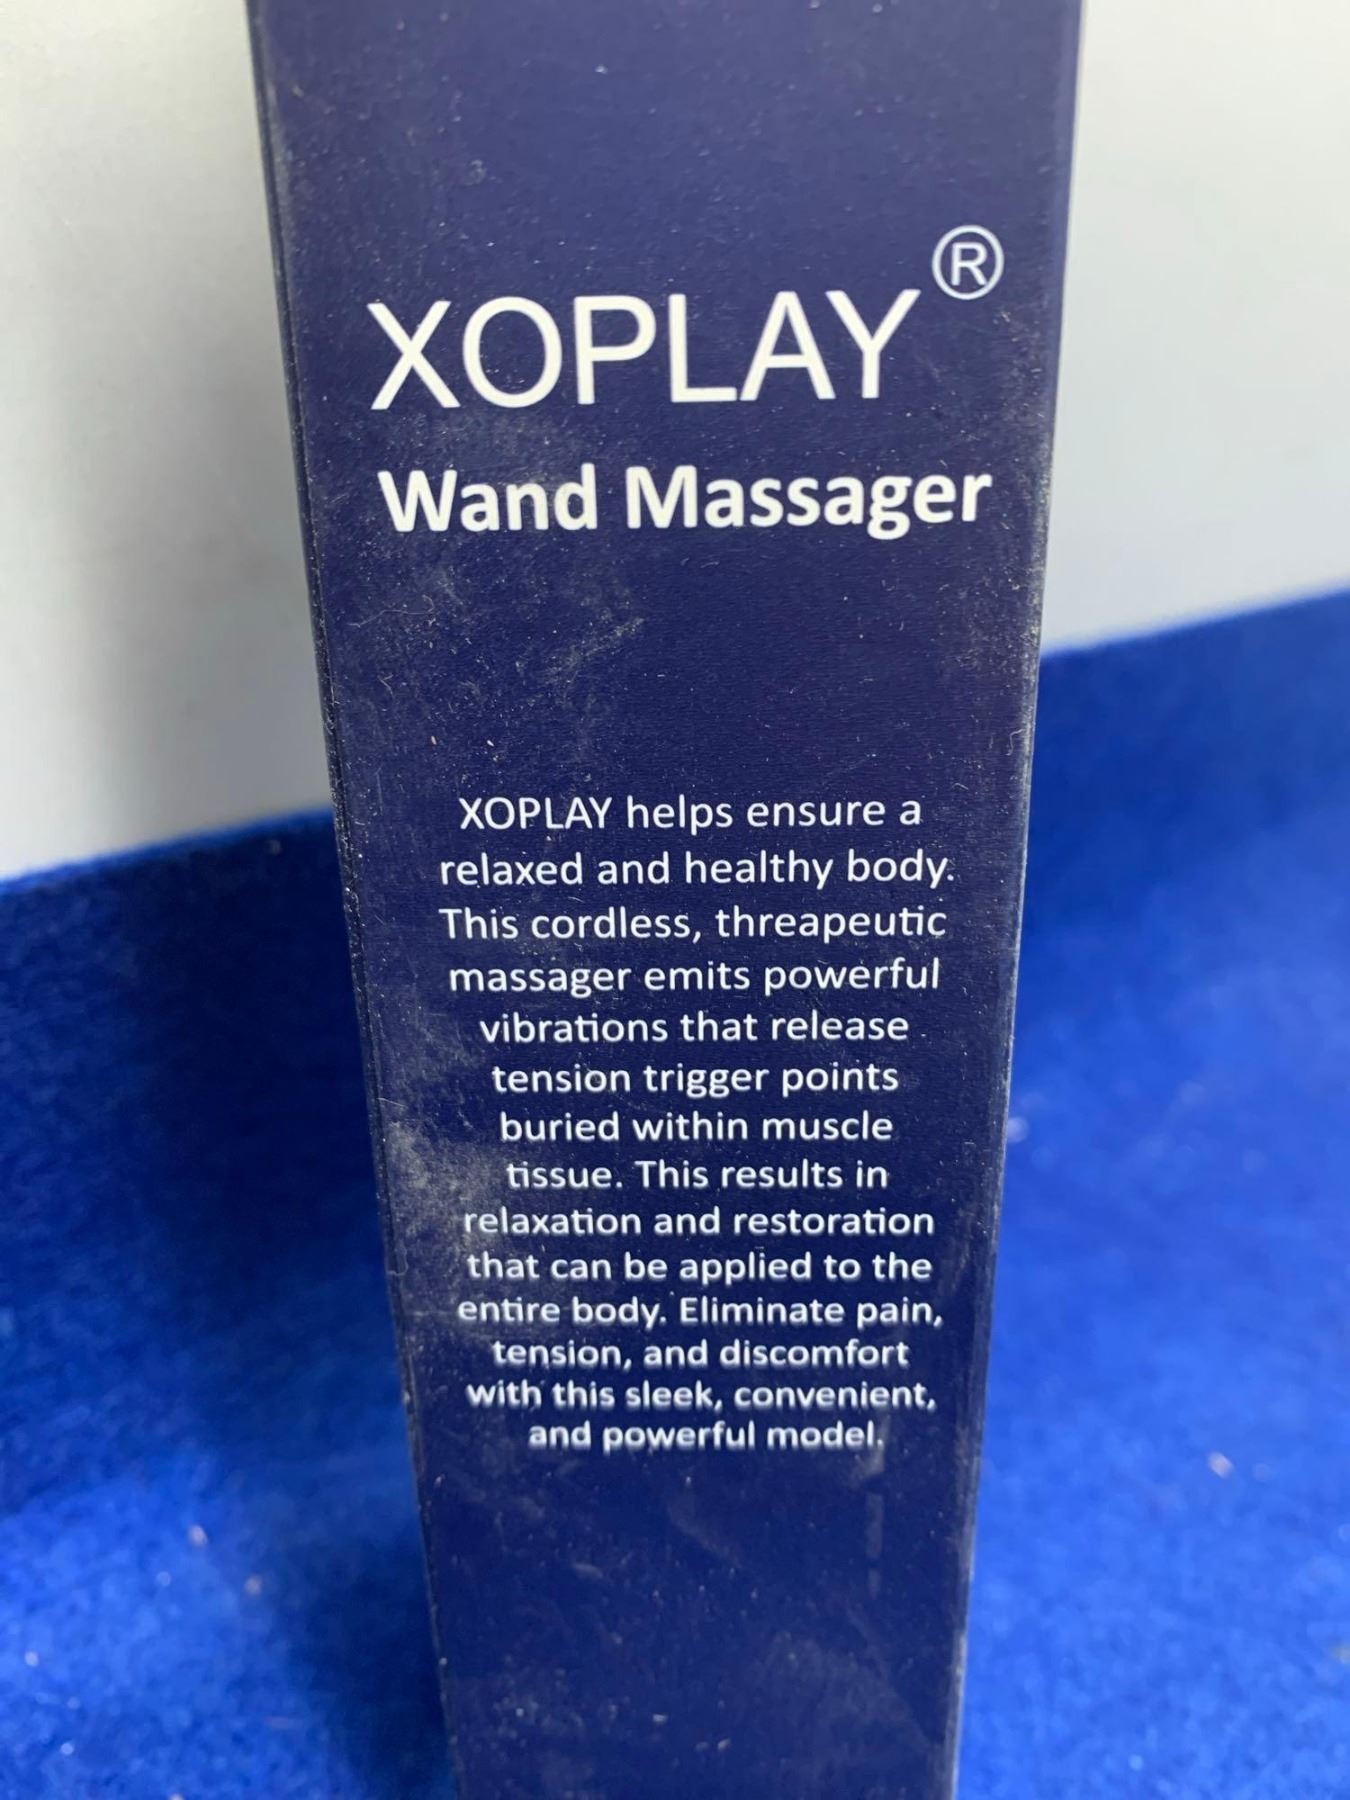 XOPLAY®
Wand Massager
XOPLAY helps ensure a
relaxed and healthy body.
This cordless, threapeutic
massager emits powerful
vibrations that release
tension trigger points
buried within muscle
tissue. This results in
relaxation and restoration
that can be applied to the
entire body. Eliminate pain,
tension, and discomfort
with this sleek, convenient,
and powerful model.